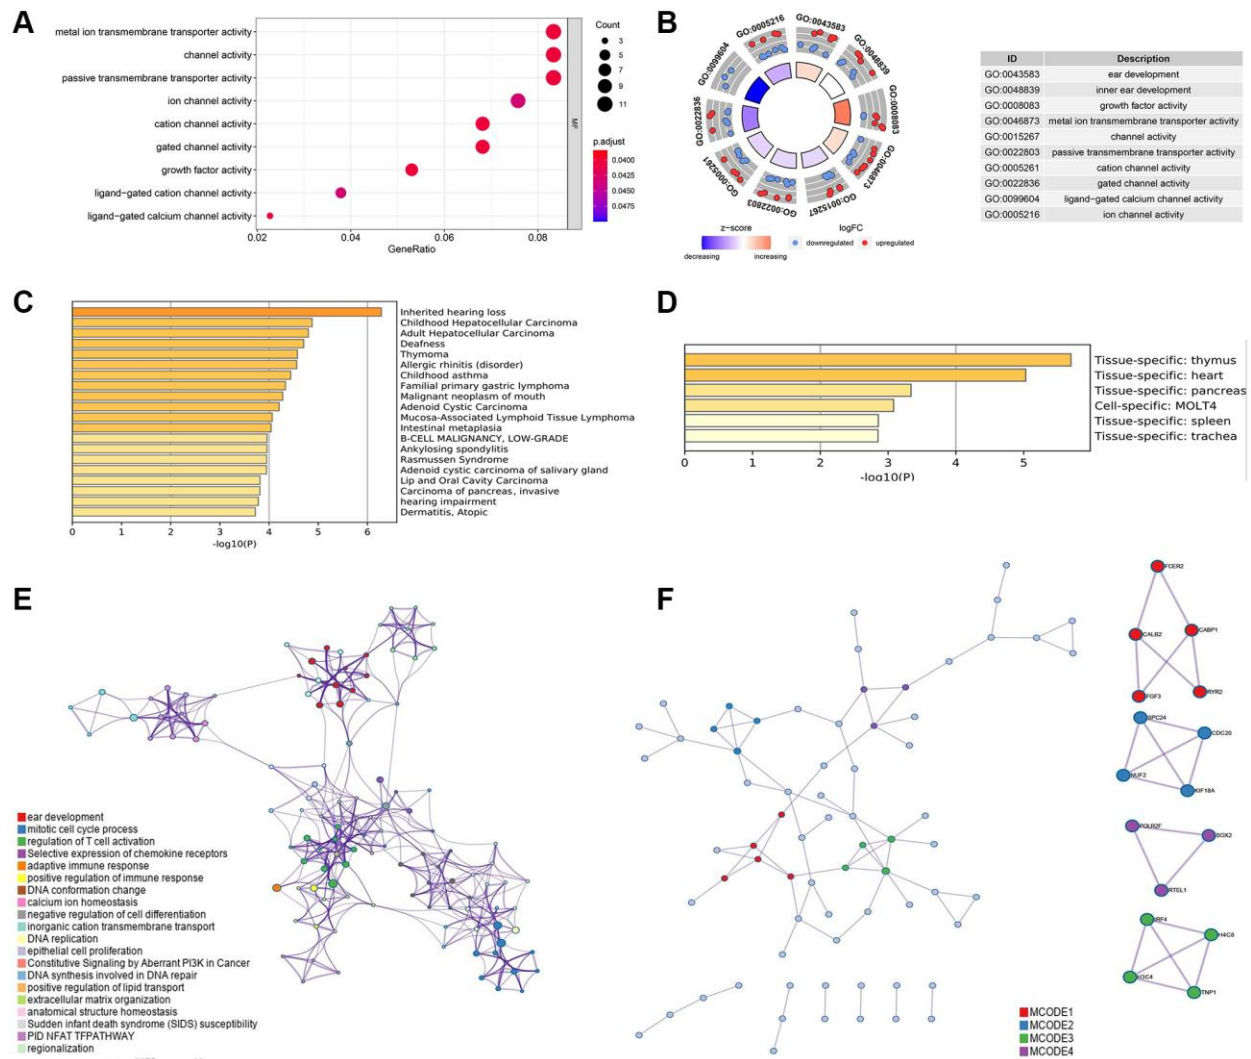 A
metal ion transmembrane transporter activity
channel activity
passive transmembrane transporter activity
ion channel activity
cation channel activity
gated channel activity
growth factor activity
ligand-gated cation channel activity
ligand-gated calcium channel activity
0.02 0.04 0.06 0.08
GeneRatio
MF
Count
3
5
7
9
11
p.adjust
0.0400
0.0425
0.0450
0.0475
B
GO:0043583
GO:0048839
GO:0008083
GO:0046873
GO:0015267
GO:0022803
GO:0005261
GO:0022836
GO:0099604
GO:0005216
z-score
decreasing increasing
logFC
downregulated upregulated
ID Description
GO:0043583 ear development
GO:0048839 inner ear development
GO:0008083 growth factor activity
GO:0046873 metal ion transmembrane transporter activity
GO:0015267 channel activity
GO:0022803 passive transmembrane transporter activity
GO:0005261 cation channel activity
GO:0022836 gated channel activity
GO:0099604 ligand-gated calcium channel activity
GO:0005216 ion channel activity
C
Inherited hearing loss
Childhood Hepatocellular Carcinoma
Adult Hepatocellular Carcinoma
Deafness
Thymoma
Allergic rhinitis (disorder)
Childhood asthma
Familial primary gastric lymphoma
Malignant neoplasm of mouth
Adenoid Cystic Carcinoma
Mucosa-Associated Lymphoid Tissue Lymphoma
Intestinal metaplasia
B-CELL MALIGNANCY, LOW-GRADE
Ankylosing spondylitis
Rasmussen Syndrome
Adenoid cystic carcinoma of salivary gland
Lip and Oral Cavity Carcinoma
Carcinoma of pancreas, invasive
hearing impairment
Dermatitis, Atopic
0 1 2 3 4 5 6
-log10(P)
D
Tissue-specific: thymus
Tissue-specific: heart
Tissue-specific: pancreas
Cell-specific: MOLT4
Tissue-specific: spleen
Tissue-specific: trachea
0 1 2 3 4 5
-log10(P)
E
ear development
mitotic cell cycle process
regulation of T cell activation
Selective expression of chemokine receptors
adaptive immune response
positive regulation of immune response
DNA conformation change
calcium ion homeostasis
negative regulation of cell differentiation
inorganic cation transmembrane transport
DNA replication
epithelial cell proliferation
Constitutive Signaling by Aberrant PI3K in Cancer
DNA synthesis involved in DNA repair
positive regulation of lipid transport
extracellular matrix organization
anatomical structure homeostasis
Sudden infant death syndrome (SIDS) susceptibility
PID NFAT TFPATHWAY
regionalization
F
FCER2
CALB2
CABP1
FGF3
RYR2
SPC24
CDC20
NUF2
KIF18A
POLR2F
SOX2
RTEL1
IRF4
H4C6
H3C4
TNP1
MCODE1
MCODE2
MCODE3
MCODE4